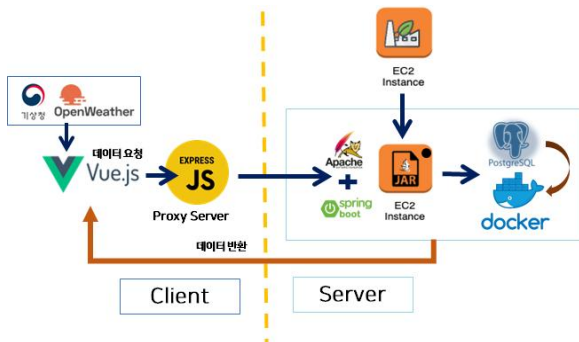 EC2
Instance
기상청
OpenWeather
데이터 요청
Vue.js
EXPRESS
JS
Proxy Server
Apache
+
spring
boot
JAR
EC2
Instance
PostgreSQL
docker
데이터 반환
Client
Server